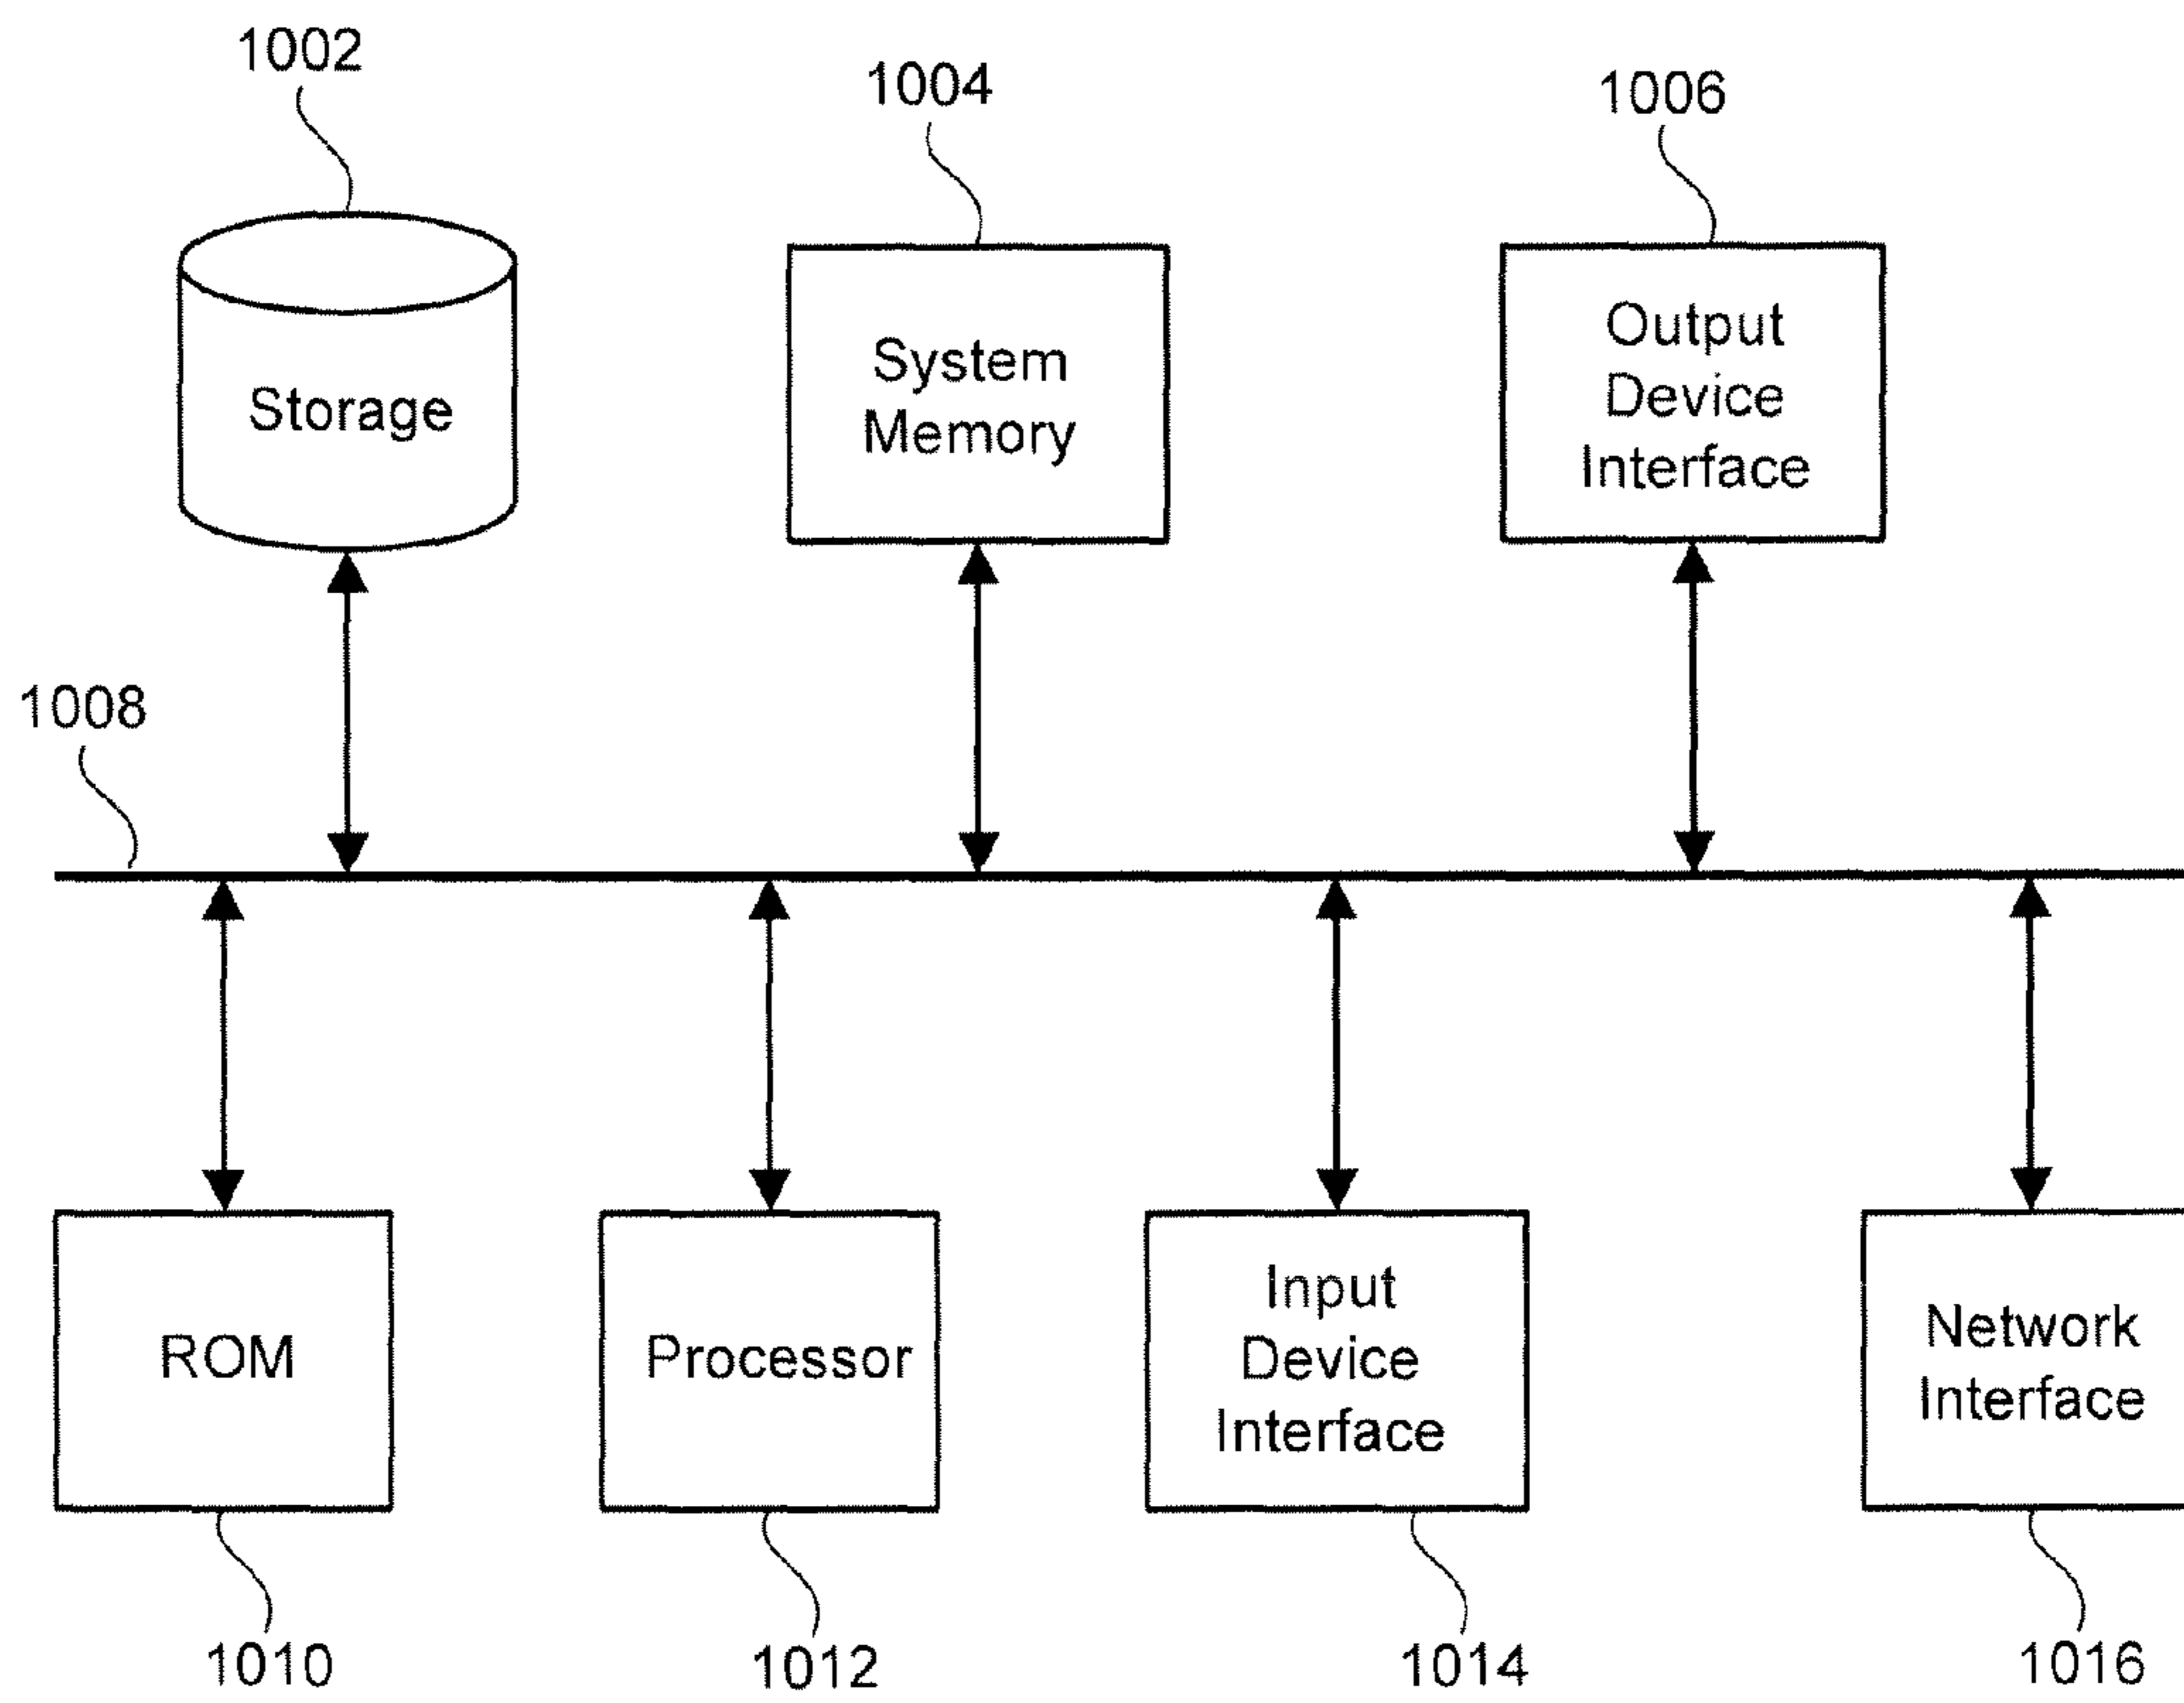 1002
1004
1006
Storage
System
Memory
Output
Device
Interface
1008
ROM
Processor
Input
Device
Interface
Network
Interface
1010
1012
1014
1016